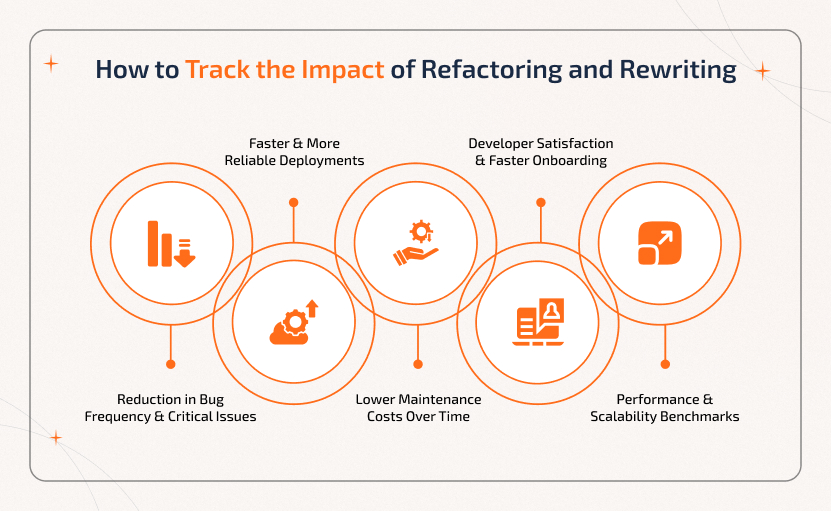 How to Track the Impact of Refactoring and Rewriting
Faster & More
Reliable Deployments
Developer Satisfaction
& Faster Onboarding
Reduction in Bug
Frequency & Critical Issues
Lower Maintenance
Costs Over Time
Performance &
Scalability Benchmarks